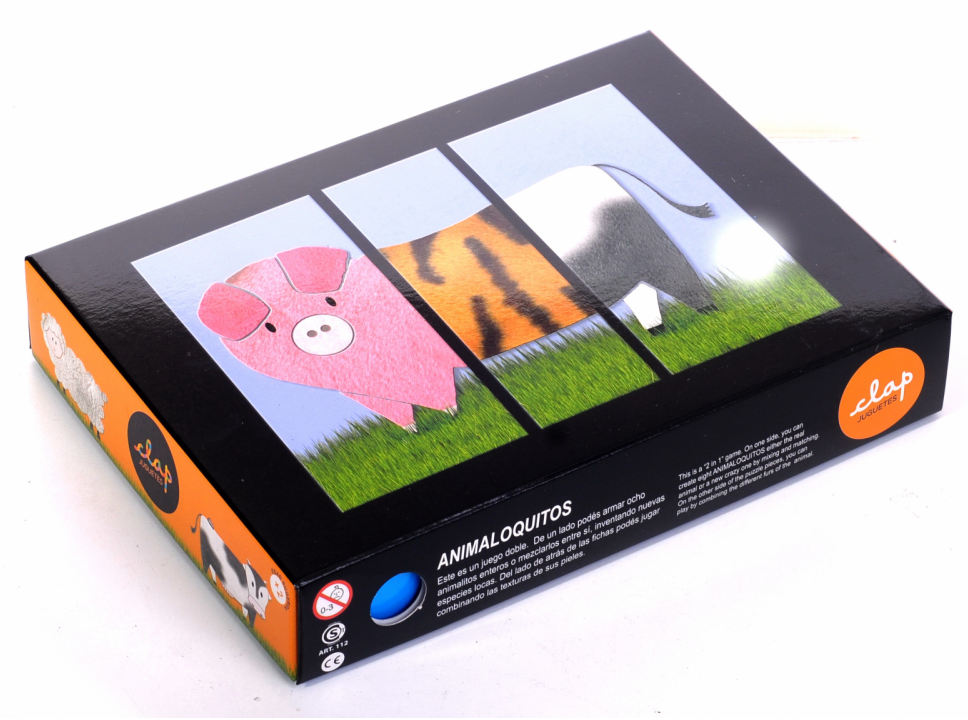 clap
JUGUETES
clap
JUGUETES
0-3
S
ART. 112
CE
ANIMALOQUITOS
Este es un juego doble. De un lado podés armar ocho
animalitos enteros o mezclarlos entre sí, inventando nuevas
especies locas. Del lado de atrás de las fichas podés jugar
combinando las texturas de sus pieles.
This is a "2 in 1" game. On one side, you can
create eight ANIMALOQUITOS either the real
animal or a new crazy one by mixing and matching.
On the other side of the puzzle pieces, you can
play by combining the different furs of the animal.